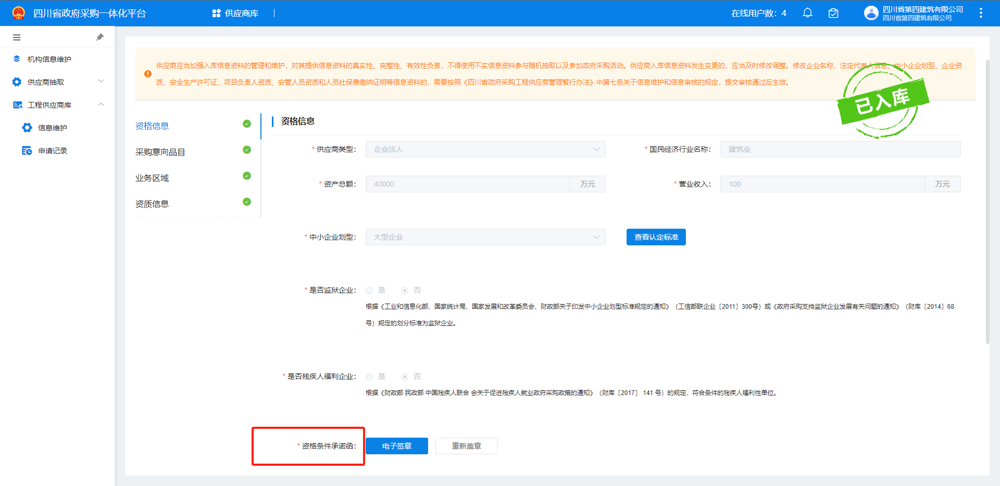 四川省政府采购一体化平台
供应商库
在线用户数：4
四川省第四建筑有限公司
四川省第四建筑有限公司
机构信息维护
供应商抽取
工程供应商库
信息维护
申请记录
供应商应当加强入库信息资料的管理和维护，对其提供信息资料的真实性、完整性、有效性负责，不得使用不实信息资料参与随机抽取以及参加政府采购活动。供应商入库信息资料发生变更的，应当及时修改调整。修改企业名称、法定代表人信息、中小企业划型、企业资
质、安全生产许可证、项目负责人资质、安管人员资质和人员社保费缴纳证明等信息资料的，需要按照《四川省政府采购工程供应商管理暂行办法》中第七条关于信息维护和信息审核的规定，提交审核通过后生效。
已入库
资格信息
采购意向品目
业务区域
资质信息
资格信息
* 供应商类型：
企业法人
* 国民经济行业名称：
建筑业
* 资产总额：
40000
万元
* 营业收入：
100
万元
* 中小企业划型：
大型企业
查看认定标准
* 是否监狱企业：
是
否
根据《工业和信息化部、国家统计局、国家发展和改革委员会、财政部关于印发中小企业划型标准规定的通知》（工信部联企业〔2011〕300号）或《政府采购支持监狱企业发展有关问题的通知》（财库〔2014〕68
号）规定的划分标准为监狱企业。
* 是否残疾人福利企业：
是
否
根据《财政部 民政部 中国残疾人联合 会关于促进残疾人就业政府采购政策的通知》（财库〔2017〕 141 号）的规定，符合条件的残疾人福利性单位。
* 资格条件承诺函：
电子签章
重新盖章